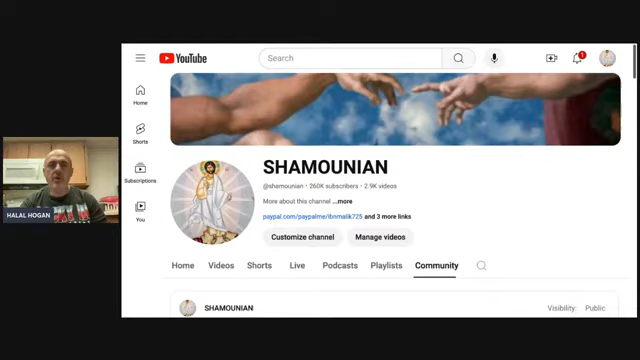 YouTube
Search
1
Home
Shorts
Subscriptions
You
SHAMOUNIAN
@shamounian · 260K subscribers · 2.9K videos
More about this channel ...more
paypal.com/paypalme/ibnmalik725 and 3 more links
Customize channel
Manage videos
Home Videos Shorts Live Podcasts Playlists Community
SHAMOUNIAN
Visibility: Public
HALAL HOGAN